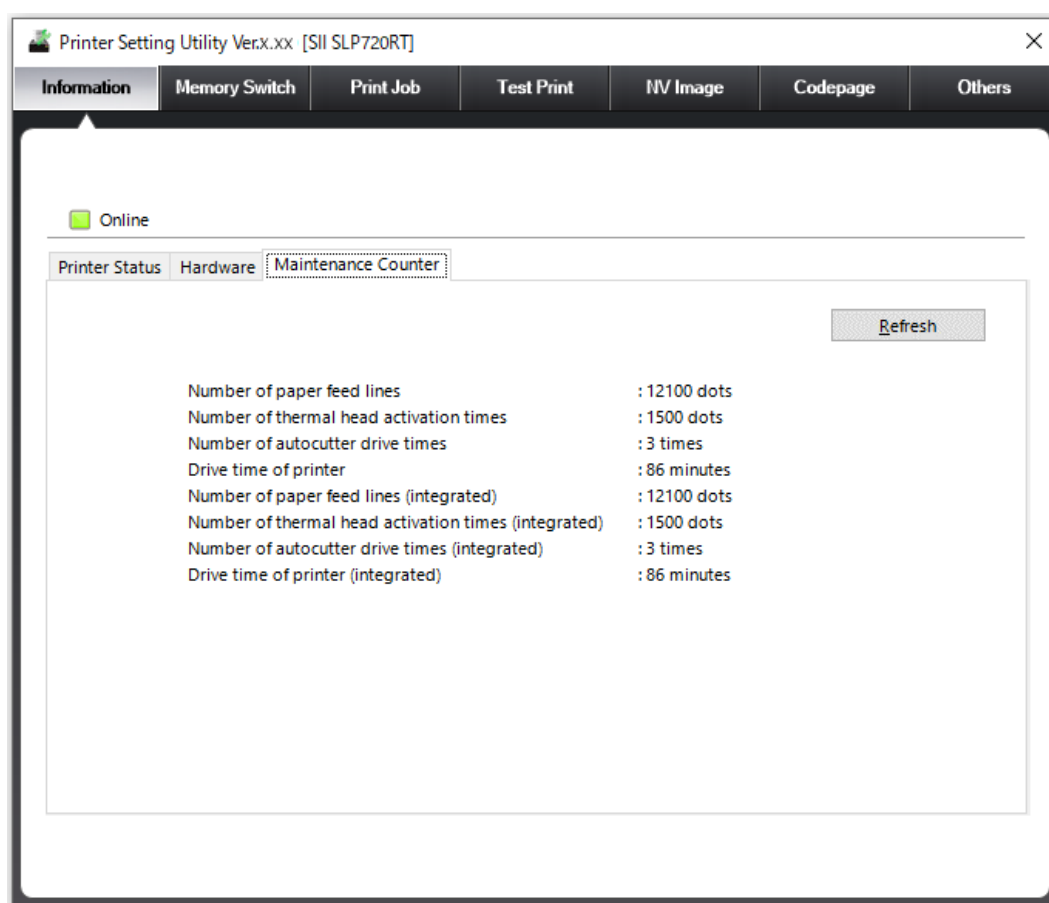 Printer Setting Utility Ver.x.xx [SII SLP720RT]
Information Memory Switch Print Job Test Print NV Image Codepage Others
Online
Printer Status Hardware Maintenance Counter
Refresh
Number of paper feed lines : 12100 dots
Number of thermal head activation times : 1500 dots
Number of autocutter drive times : 3 times
Drive time of printer : 86 minutes
Number of paper feed lines (integrated) : 12100 dots
Number of thermal head activation times (integrated) : 1500 dots
Number of autocutter drive times (integrated) : 3 times
Drive time of printer (integrated) : 86 minutes